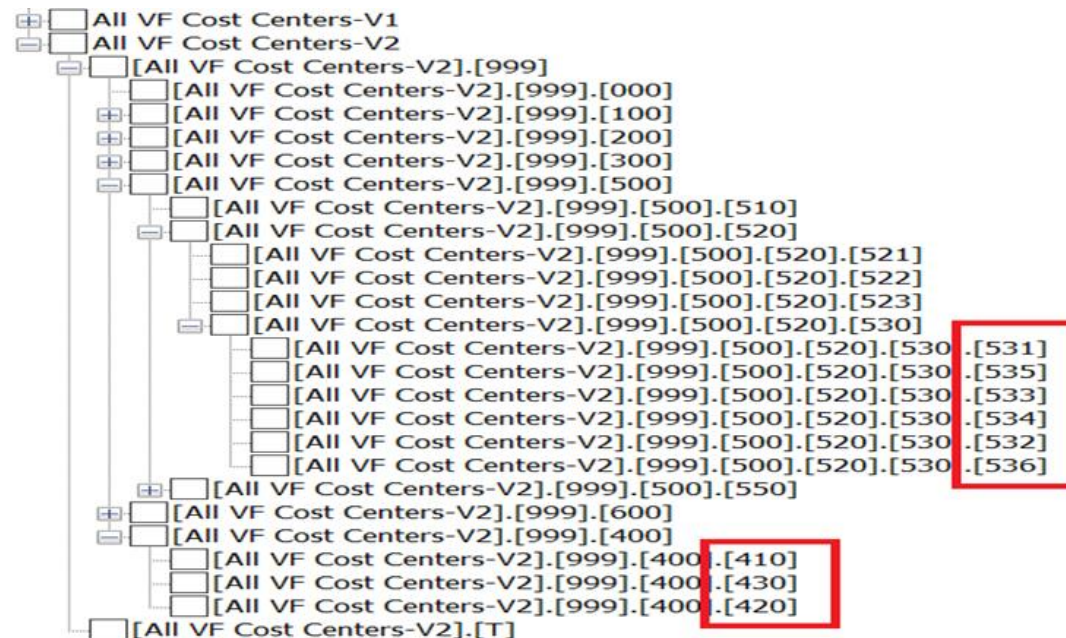 All VF Cost Centers-V1
All VF Cost Centers-V2
[All VF Cost Centers-V2].[999]
[All VF Cost Centers-V2].[999].[000]
[All VF Cost Centers-V2].[999].[100]
[All VF Cost Centers-V2].[999].[200]
[All VF Cost Centers-V2].[999].[300]
[All VF Cost Centers-V2].[999].[500]
[All VF Cost Centers-V2].[999].[500].[510]
[All VF Cost Centers-V2].[999].[500].[520]
[All VF Cost Centers-V2].[999].[500].[520].[521]
[All VF Cost Centers-V2].[999].[500].[520].[522]
[All VF Cost Centers-V2].[999].[500].[520].[523]
[All VF Cost Centers-V2].[999].[500].[520].[530]
[All VF Cost Centers-V2].[999].[500].[520].[530].[531]
[All VF Cost Centers-V2].[999].[500].[520].[530].[535]
[All VF Cost Centers-V2].[999].[500].[520].[530].[533]
[All VF Cost Centers-V2].[999].[500].[520].[530].[534]
[All VF Cost Centers-V2].[999].[500].[520].[530].[532]
[All VF Cost Centers-V2].[999].[500].[520].[530].[536]
[All VF Cost Centers-V2].[999].[500].[550]
[All VF Cost Centers-V2].[999].[600]
[All VF Cost Centers-V2].[999].[400]
[All VF Cost Centers-V2].[999].[400].[410]
[All VF Cost Centers-V2].[999].[400].[430]
[All VF Cost Centers-V2].[999].[400].[420]
[All VF Cost Centers-V2].[T]